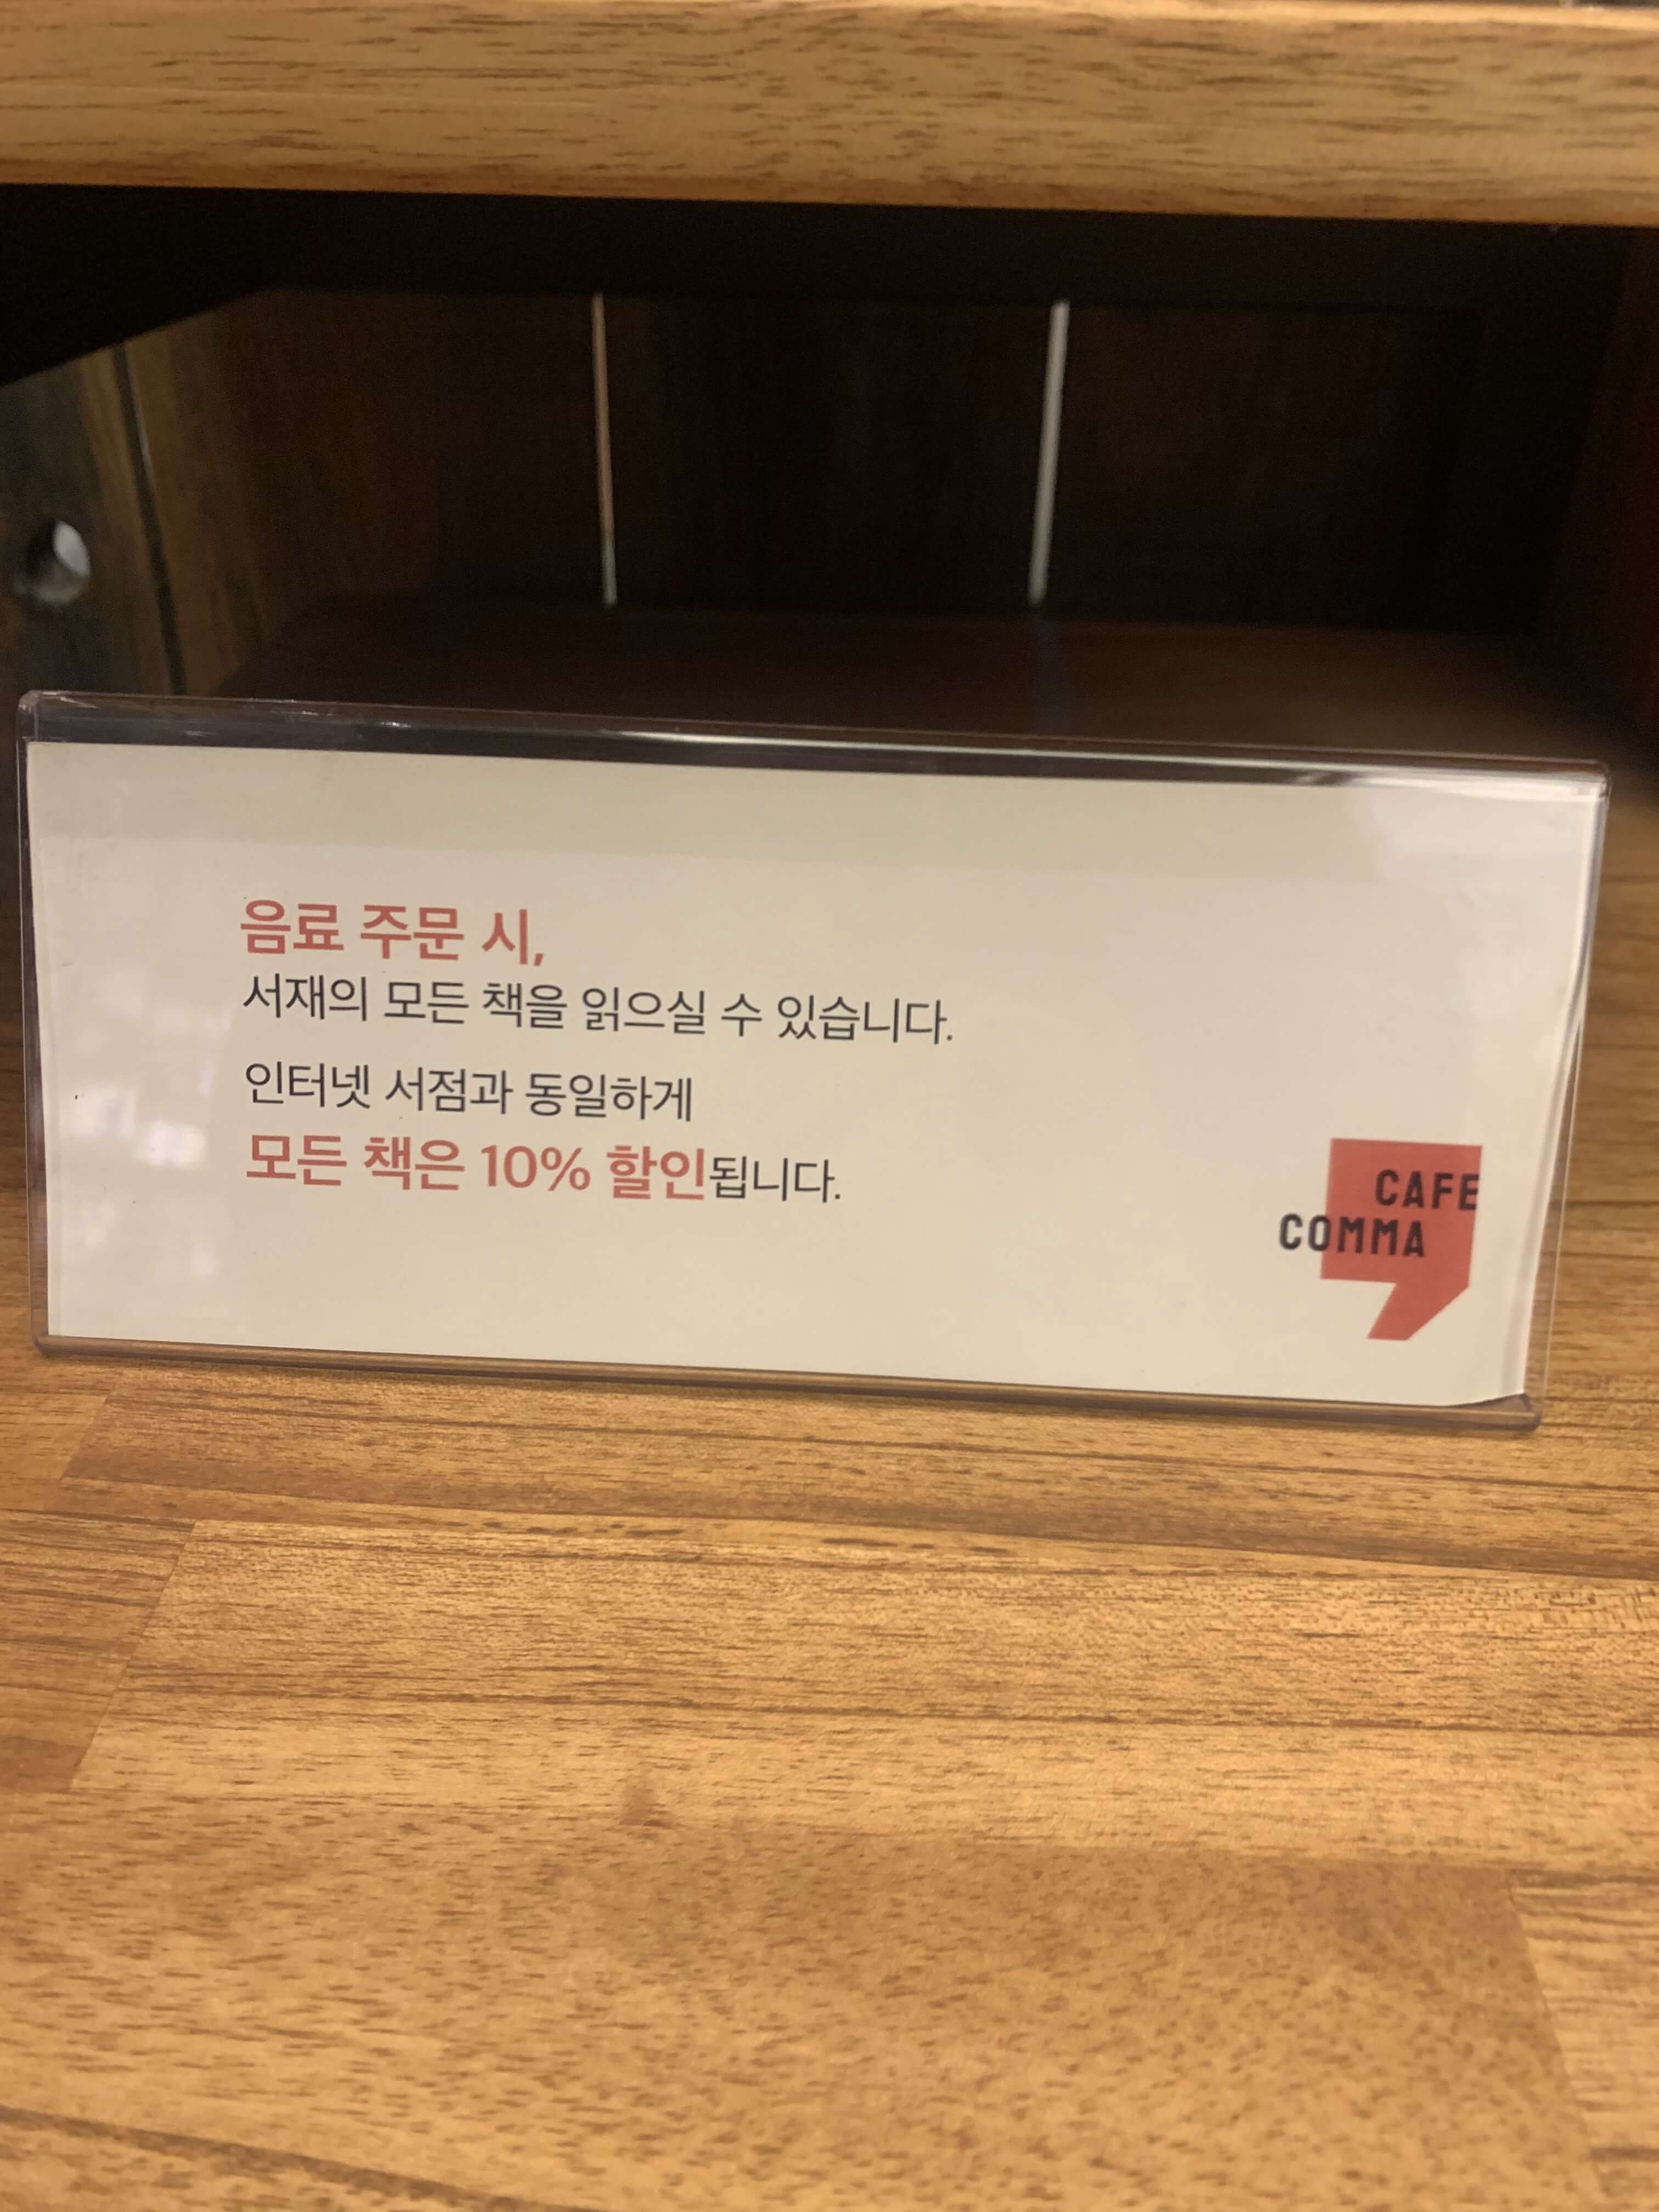 음료 주문 시,
서재의 모든 책을 읽으실 수 있습니다.
인터넷 서점과 동일하게
모든 책은 10% 할인됩니다.
CAFE
COMMA